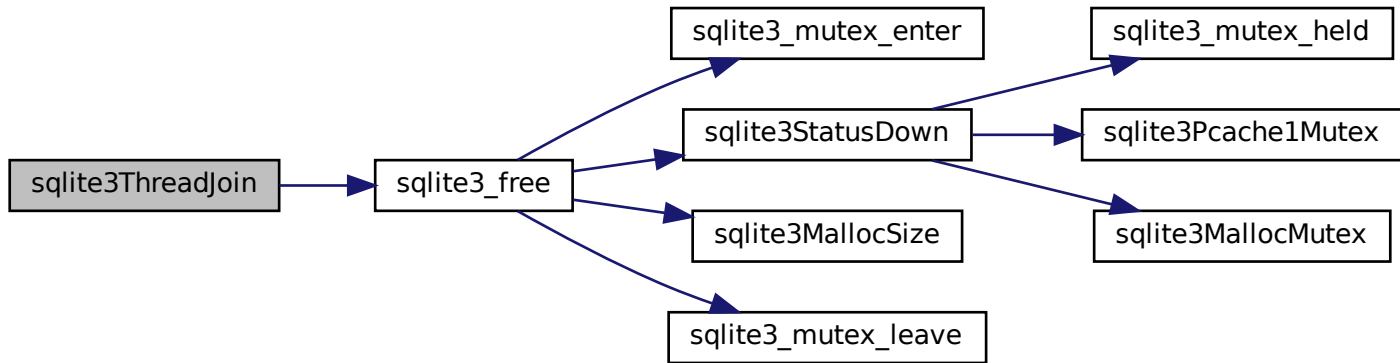 sqlite3ThreadJoin
sqlite3_free
sqlite3_mutex_enter
sqlite3StatusDown
sqlite3MallocSize
sqlite3_mutex_leave
sqlite3_mutex_held
sqlite3Pcache1Mutex
sqlite3MallocMutex